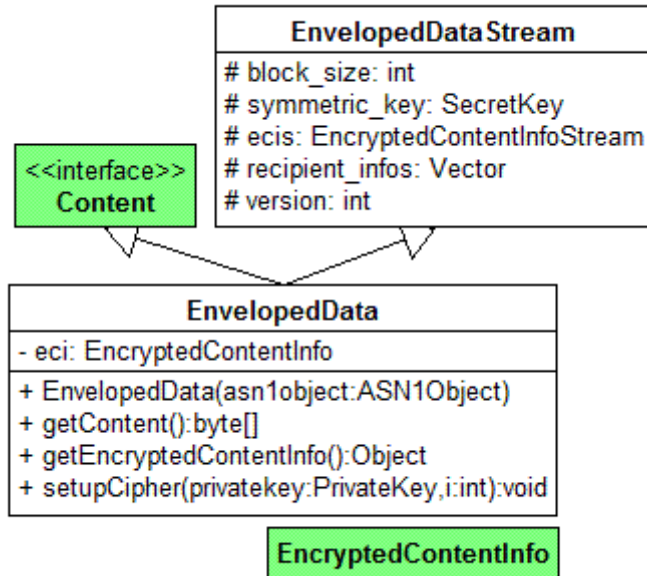 EnvelopedDataStream
# block_size: int
# symmetric_key: SecretKey
# ecis: EncryptedContentInfoStream
# recipient_infos: Vector
# version: int
<<interface>>
Content
EnvelopedData
- eci: EncryptedContentInfo
+ EnvelopedData(asn1object:ASN1Object)
+ getContent():byte[]
+ getEncryptedContentInfo():Object
+ setupCipher(privatekey:PrivateKey,i:int):void
EncryptedContentInfo